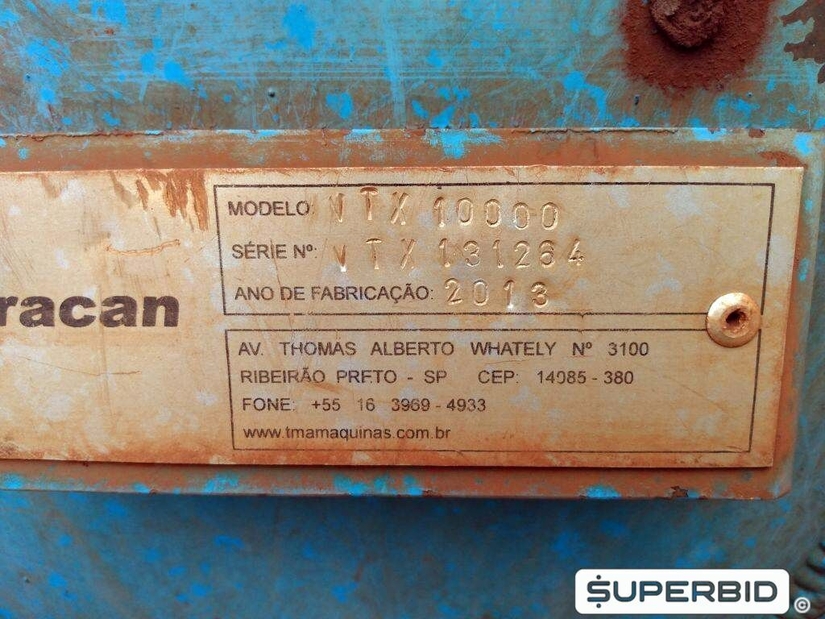 MODELO VTX 10000
SÉRIE Nº: VTX 131264
ANO DE FABRICAÇÃO: 2013
racan
AV. THOMAS ALBERTO WHATELY Nº 3100
RIBEIRÃO PRETO - SP CEP: 14085 - 380
FONE: +55 16 3969 - 4933
www.tmamaquinas.com.br
$UPERBID ©